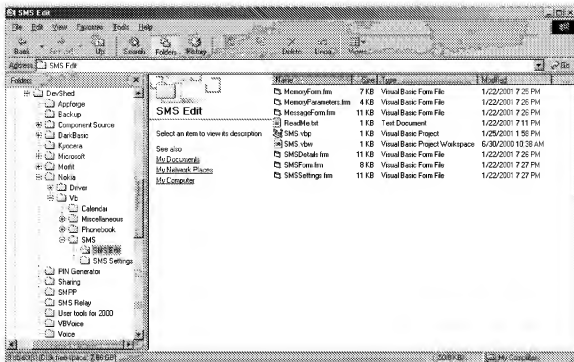 SMS Edit
File Edit View Favorites Tools Help
Back Up Search Folders History Delete Undo Views
Address SMS Edit Go
Folders
DevShed
Appforge
Backup
Component Source
DarkBasic
Kyocera
Microsoft
Nokia
Driver
Vb
Calendar
Miscellaneous
Phonebook
SMS
SMS Edit
SMS Settings
PIN Generator
Sharing
SMPP
SMS Relay
User tools for 2000
VBVoice
Voice
SMS Edit
Select an item to view its description
See also
My Documents
My Network Places
My Computer
Name Size Type Modified
MemoryForm.frm 7 KB Visual Basic Form File 1/22/2001 7:25 PM
MemoryParameters.frm 4 KB Visual Basic Form File 1/22/2001 7:25 PM
MessageForm.frm 11 KB Visual Basic Form File 1/22/2001 7:26 PM
ReadMe.txt 1 KB Text Document 1/22/2001 7:11 PM
SMS.vbp 1 KB Visual Basic Project 1/25/2001 1:58 PM
SMS.vbw 1 KB Visual Basic Project Workspace 6/30/2000 10:38 AM
SMSDetails.frm 11 KB Visual Basic Form File 1/22/2001 7:26 PM
SMSForm.frm 8 KB Visual Basic Form File 1/22/2001 7:27 PM
SMSSettings.frm 11 KB Visual Basic Form File 1/22/2001 7:27 PM
(Disk free space: 2.86 GB) My Computer